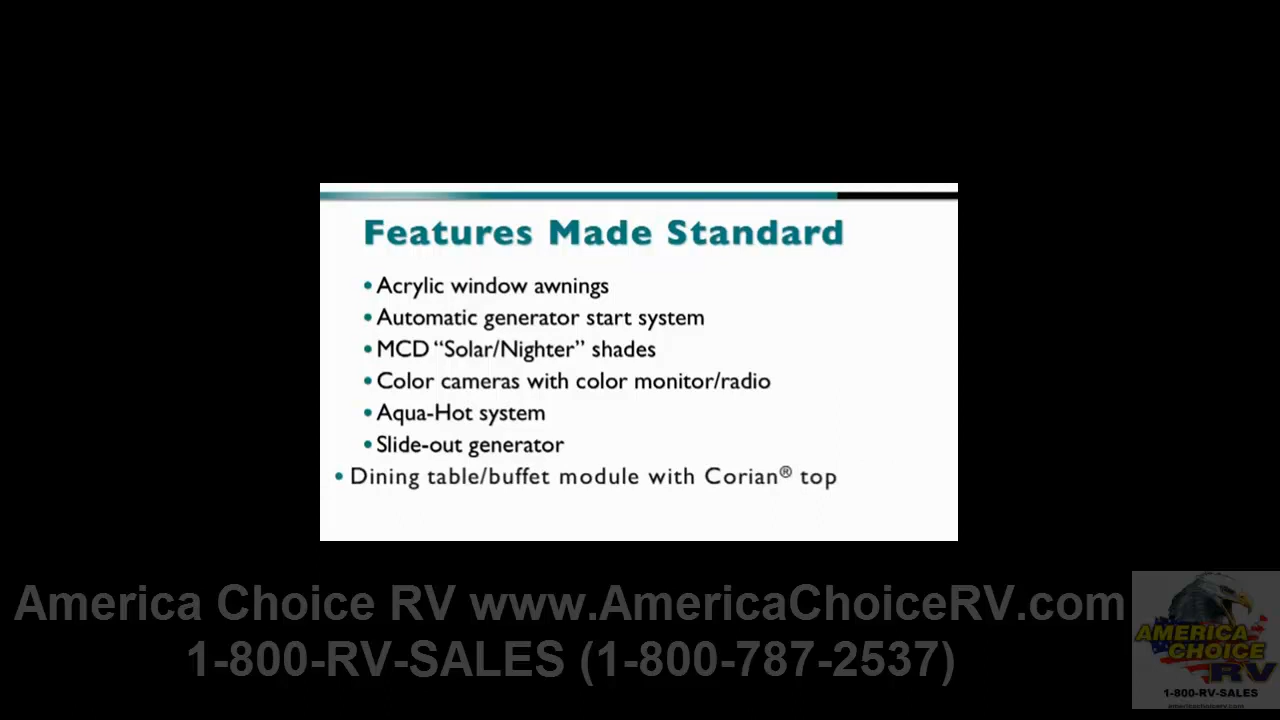 Features Made Standard
• Acrylic window awnings
• Automatic generator start system
• MCD “Solar/Nighter” shades
• Color cameras with color monitor/radio
• Aqua-Hot system
• Slide-out generator
• Dining table/buffet module with Corian® top
America Choice RV www.AmericaChoiceRV.com
1-800-RV-SALES (1-800-787-2537)
AMERICA
CHOICE
RV
1-800-RV-SALES
americachoicerv.com